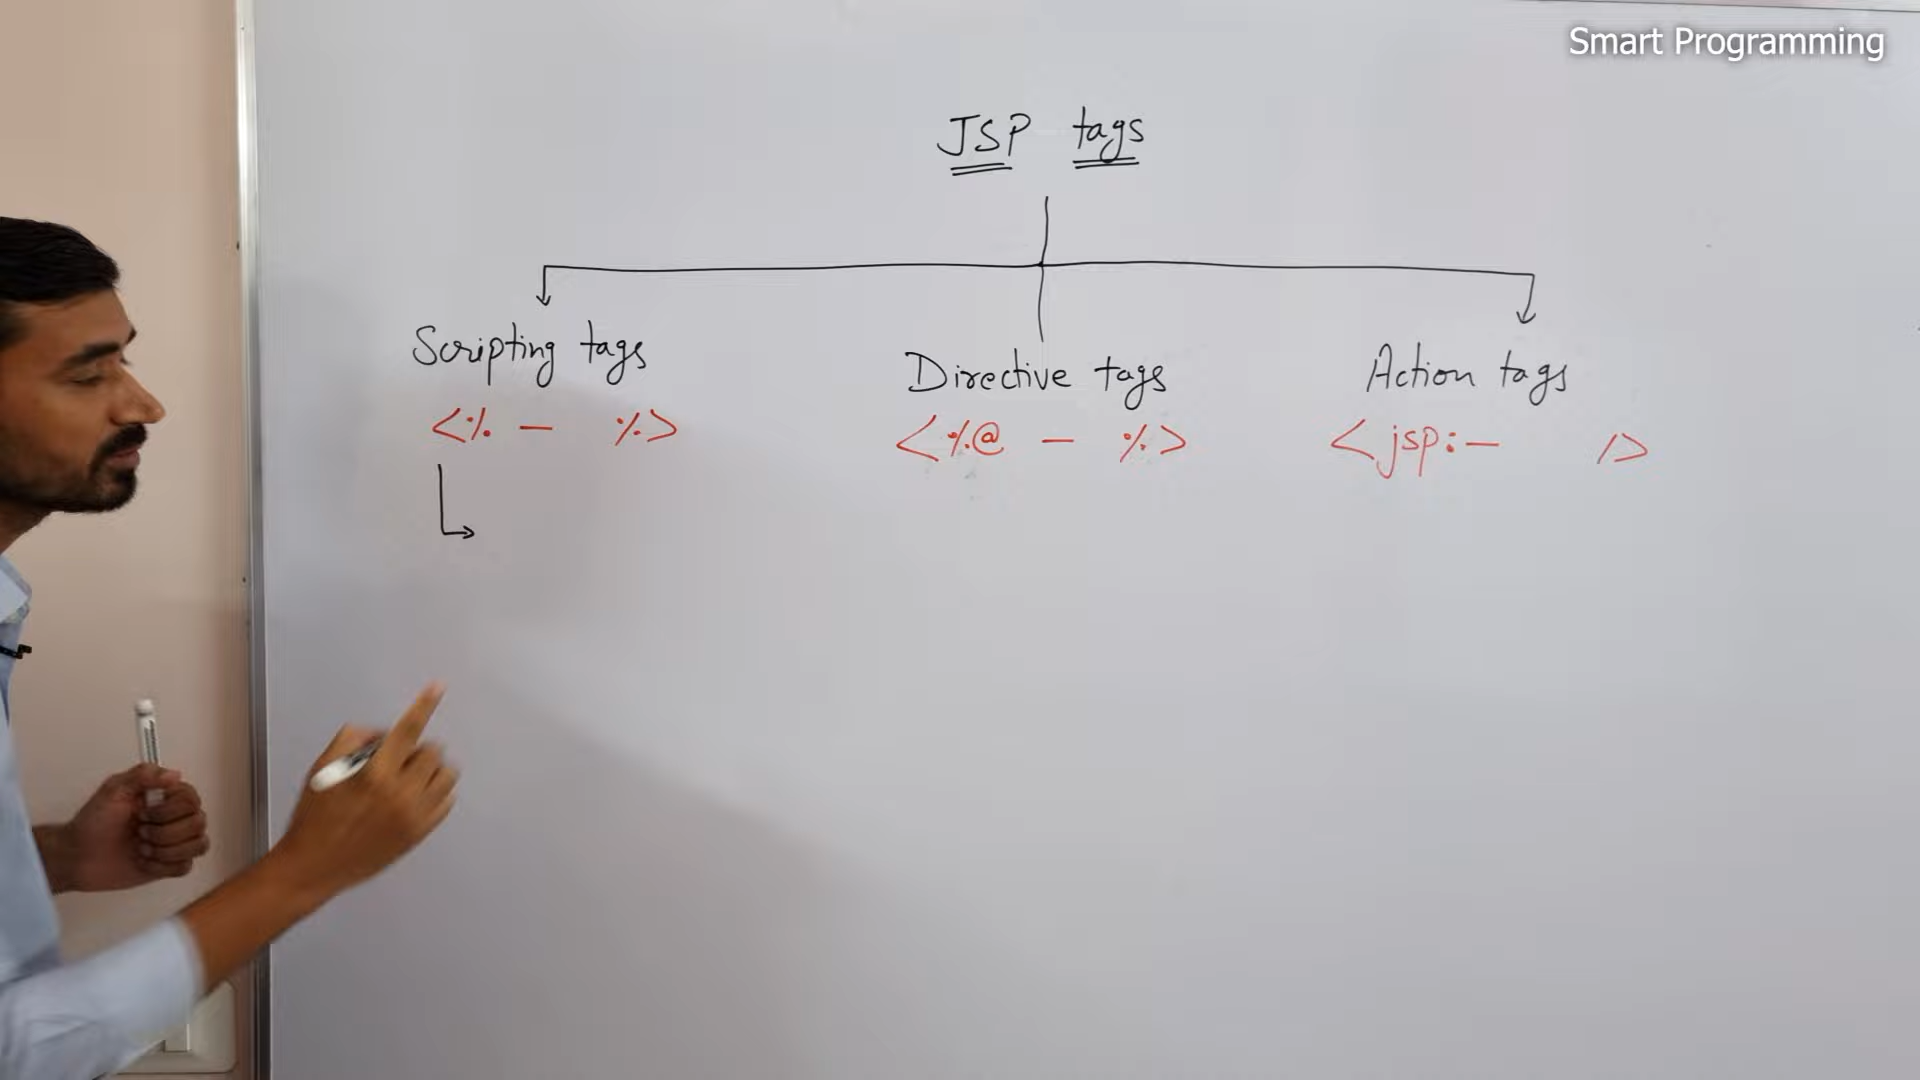 Smart Programming
JSP tags
Scripting tags
Directive tags
Action tags
<% — %>
<%@ — %>
<jsp:— />